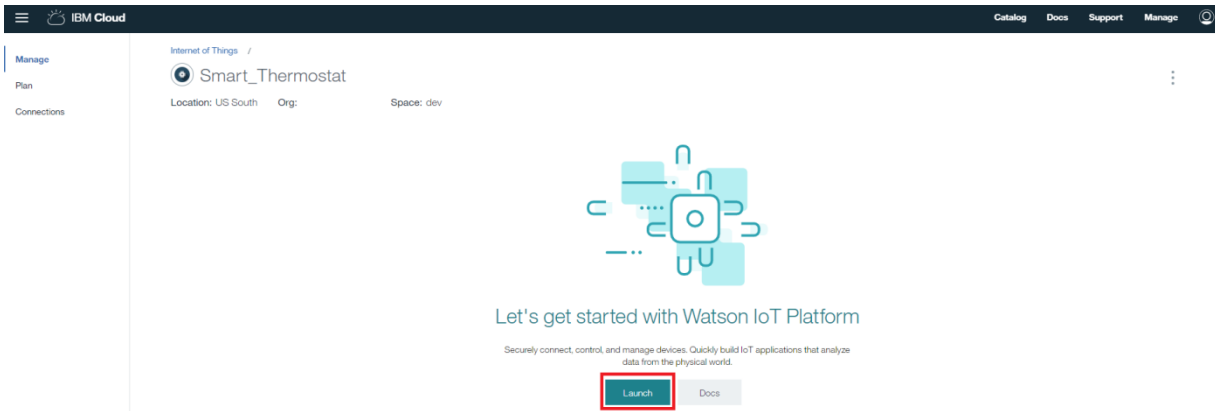 IBM Cloud
Catalog Docs Support Manage
Manage
Plan
Connections
Internet of Things /
Smart_Thermostat
Location: US South Org: Space: dev
Let's get started with Watson IoT Platform
Securely connect, control, and manage devices. Quickly build IoT applications that analyze
data from the physical world.
Launch Docs